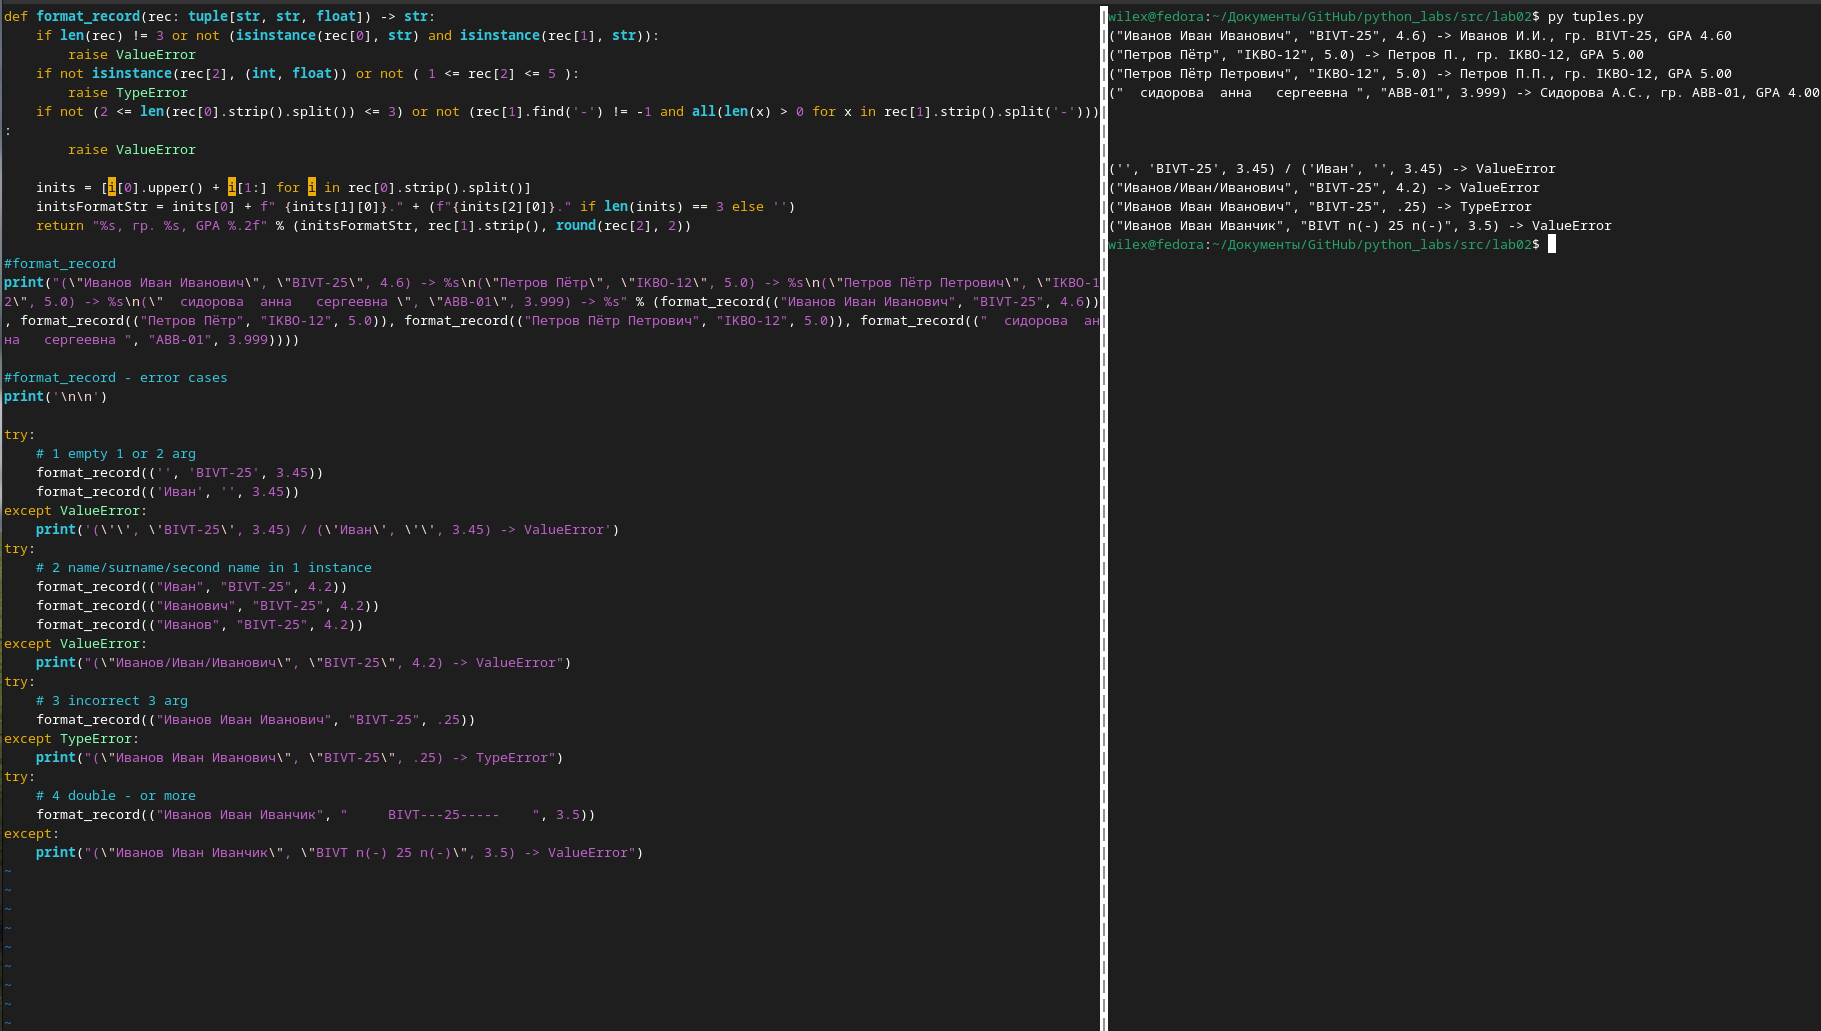 def format_record(rec: tuple[str, str, float]) -> str:
    if len(rec) != 3 or not (isinstance(rec[0], str) and isinstance(rec[1], str)):
        raise ValueError
    if not isinstance(rec[2], (int, float)) or not ( 1 <= rec[2] <= 5 ):
        raise TypeError
    if not (2 <= len(rec[0].strip().split()) <= 3) or not (rec[1].find('-') != -1 and all(len(x) > 0 for x in rec[1].strip().split('-')))
:
        raise ValueError

    inits = [i[0].upper() + i[1:] for i in rec[0].strip().split()]
    initsFormatStr = inits[0] + f" {inits[1][0]}." + (f"{inits[2][0]}." if len(inits) == 3 else '')
    return "%s, гр. %s, GPA %.2f" % (initsFormatStr, rec[1].strip(), round(rec[2], 2))

#format_record
print("(\"Иванов Иван Иванович\", \"BIVT-25\", 4.6) -> %s\n(\"Петров Пётр\", \"IKBO-12\", 5.0) -> %s\n(\"Петров Пётр Петрович\", \"IKBO-1
2\", 5.0) -> %s\n(\"  сидорова  анна   сергеевна \", \"ABB-01\", 3.999) -> %s" % (format_record(("Иванов Иван Иванович", "BIVT-25", 4.6))
, format_record(("Петров Пётр", "IKBO-12", 5.0)), format_record(("Петров Пётр Петрович", "IKBO-12", 5.0)), format_record(("  сидорова  ан
на   сергеевна ", "ABB-01", 3.999))))

#format_record - error cases
print('\n\n')

try:
    # 1 empty 1 or 2 arg
    format_record(('', 'BIVT-25', 3.45))
    format_record(('Иван', '', 3.45))
except ValueError:
    print('(\'\', \'BIVT-25\', 3.45) / (\'Иван\', \'\', 3.45) -> ValueError')
try:
    # 2 name/surname/second name in 1 instance
    format_record(("Иван", "BIVT-25", 4.2))
    format_record(("Иванович", "BIVT-25", 4.2))
    format_record(("Иванов", "BIVT-25", 4.2))
except ValueError:
    print("(\"Иванов/Иван/Иванович\", \"BIVT-25\", 4.2) -> ValueError")
try:
    # 3 incorrect 3 arg
    format_record(("Иванов Иван Иванович", "BIVT-25", .25))
except TypeError:
    print("(\"Иванов Иван Иванович\", \"BIVT-25\", .25) -> TypeError")
try:
    # 4 double - or more
    format_record(("Иванов Иван Иванчик", "     BIVT---25-----    ", 3.5))
except:
    print("(\"Иванов Иван Иванчик\", \"BIVT n(-) 25 n(-)\", 3.5) -> ValueError")
~
~
~
~
~
~
~
~
~
wilex@fedora:~/Документы/GitHub/python_labs/src/lab02$ py tuples.py
("Иванов Иван Иванович", "BIVT-25", 4.6) -> Иванов И.И., гр. BIVT-25, GPA 4.60
("Петров Пётр", "IKBO-12", 5.0) -> Петров П., гр. IKBO-12, GPA 5.00
("Петров Пётр Петрович", "IKBO-12", 5.0) -> Петров П.П., гр. IKBO-12, GPA 5.00
("  сидорова  анна   сергеевна ", "ABB-01", 3.999) -> Сидорова А.С., гр. ABB-01, GPA 4.00



('', 'BIVT-25', 3.45) / ('Иван', '', 3.45) -> ValueError
("Иванов/Иван/Иванович", "BIVT-25", 4.2) -> ValueError
("Иванов Иван Иванович", "BIVT-25", .25) -> TypeError
("Иванов Иван Иванчик", "BIVT n(-) 25 n(-)", 3.5) -> ValueError
wilex@fedora:~/Документы/GitHub/python_labs/src/lab02$